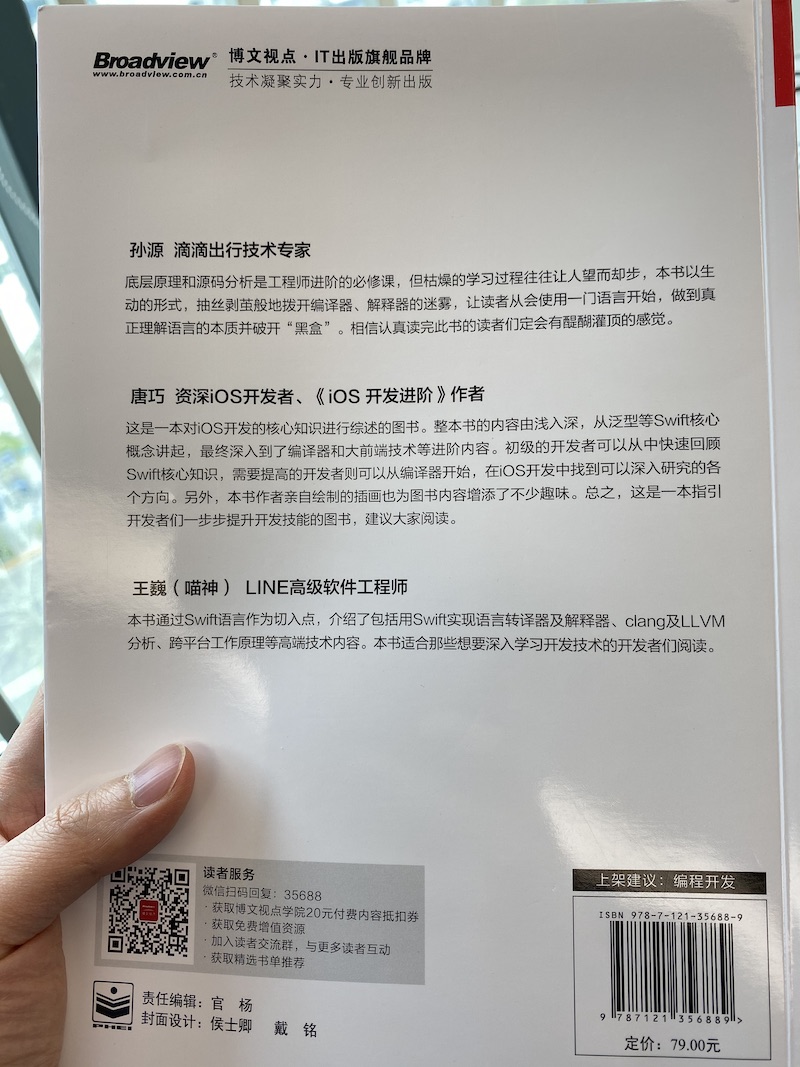 Broadview®
www.broadview.com.cn
博文视点·IT出版旗舰品牌
技术凝聚实力·专业创新出版
孙源 滴滴出行技术专家
底层原理和源码分析是工程师进阶的必修课，但枯燥的学习过程往往让人望而却步，本书以生
动的形式，抽丝剥茧般地拨开编译器、解释器的迷雾，让读者从会使用一门语言开始，做到真
正理解语言的本质并破开“黑盒”。相信认真读完此书的读者们定会有醍醐灌顶的感觉。
唐巧 资深iOS开发者、《iOS 开发进阶》作者
这是一本对iOS开发的核心知识进行综述的图书。整本书的内容由浅入深，从泛型等Swift核心
概念讲起，最终深入到了编译器和大前端技术等进阶内容。初级的开发者可以从中快速回顾
Swift核心知识，需要提高的开发者则可以从编译器开始，在iOS开发中找到可以深入研究的各
个方向。另外，本书作者亲自绘制的插画也为图书内容增添了不少趣味。总之，这是一本指引
开发者们一步步提升开发技能的图书，建议大家阅读。
王巍（喵神） LINE高级软件工程师
本书通过Swift语言作为切入点，介绍了包括用Swift实现语言转译器及解释器、clang及LLVM
分析、跨平台工作原理等高端技术内容。本书适合那些想要深入学习开发技术的开发者们阅读。
读者服务
微信扫码回复：35688
·获取博文视点学院20元付费内容抵扣券
·获取免费增值资源
·加入读者交流群，与更多读者互动
·获取精选书单推荐
PHEI
责任编辑：官 杨
封面设计：侯士卿 戴 铭
上架建议：编程开发
ISBN 978-7-121-35688-9
9 787121 356889 >
定价：79.00元